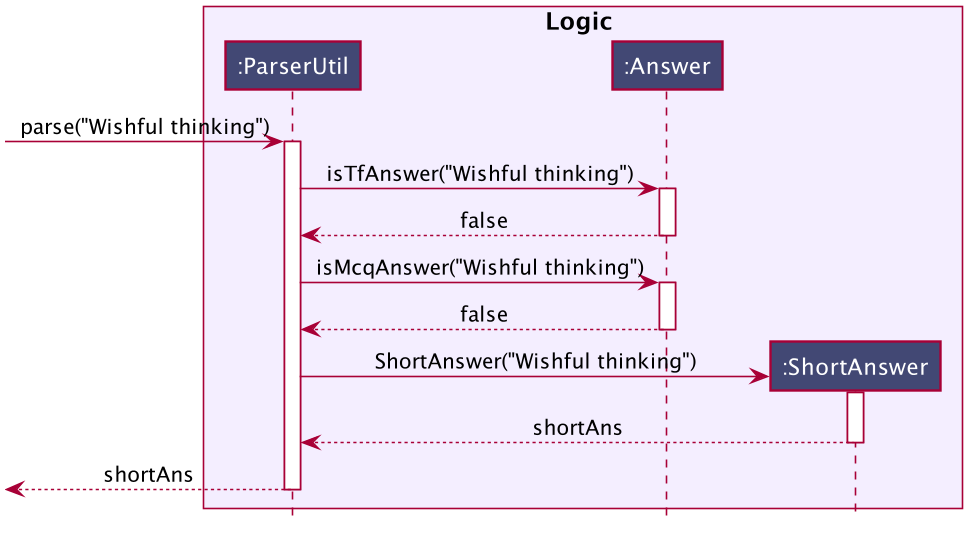 Logic
:ParserUtil
:Answer
parse("Wishful thinking")
isTfAnswer("Wishful thinking")
false
isMcqAnswer("Wishful thinking")
false
ShortAnswer("Wishful thinking")
:ShortAnswer
shortAns
shortAns